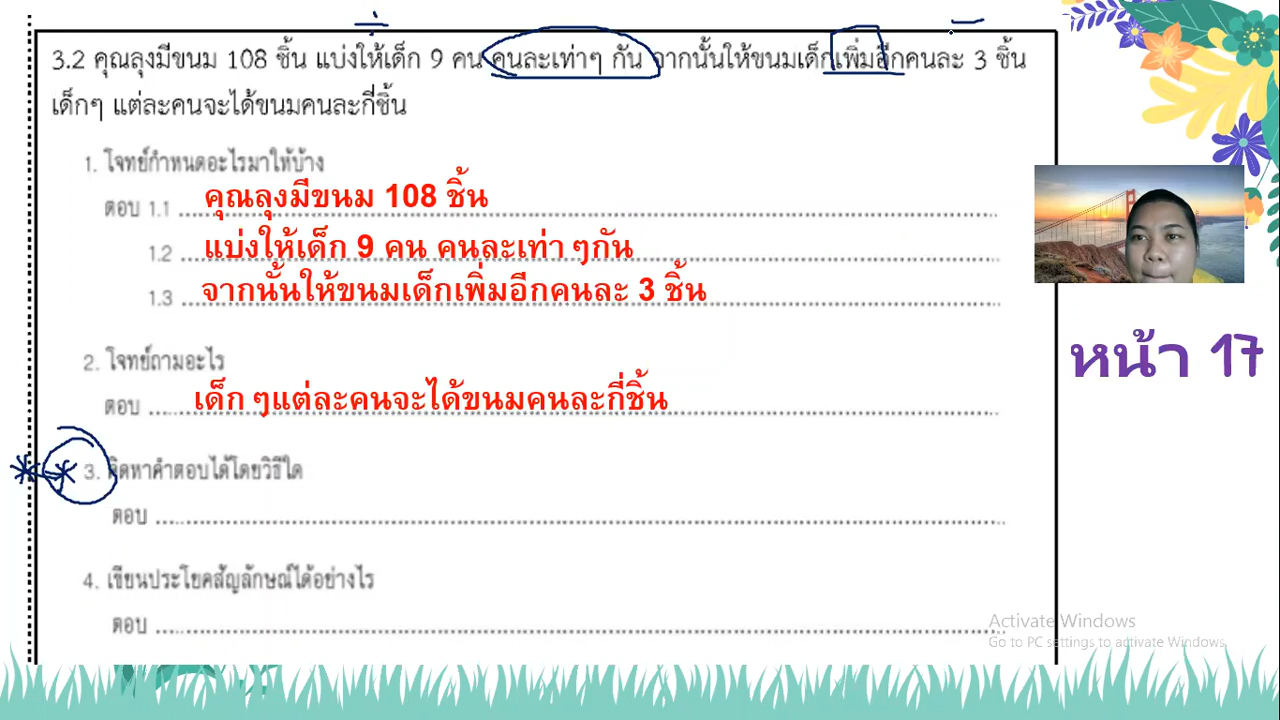 3.2 คุณลุงมีขนม 108 ชิ้น แบ่งให้เด็ก 9 คน คนละเท่าๆ กัน จากนั้นให้ขนมเด็กเพิ่มอีกคนละ 3 ชิ้น
เด็กๆ แต่ละคนจะได้ขนมคนละกี่ชิ้น
1. โจทย์กำหนดอะไรมาให้บ้าง
ตอบ 1.1 คุณลุงมีขนม 108 ชิ้น
1.2 แบ่งให้เด็ก 9 คน คนละเท่าๆกัน
1.3 จากนั้นให้ขนมเด็กเพิ่มอีกคนละ 3 ชิ้น
หน้า 17
2. โจทย์ถามอะไร
ตอบ เด็กๆแต่ละคนจะได้ขนมคนละกี่ชิ้น
3. คิดหาคำตอบได้โดยวิธีใด
ตอบ
4. เขียนประโยคสัญลักษณ์ได้อย่างไร
ตอบ
Activate Windows
Go to PC settings to activate Windows.